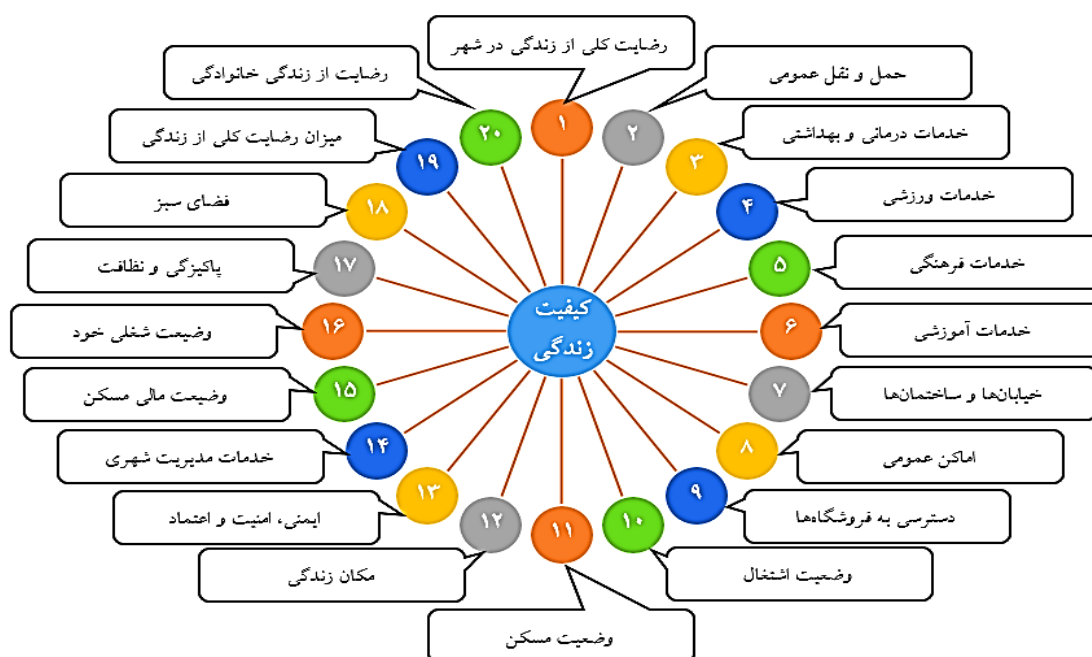 کیفیت
زندگی
۱
رضایت کلی از زندگی در شهر
۲
حمل و نقل عمومی
۳
خدمات درمانی و بهداشتی
۴
خدمات ورزشی
۵
خدمات فرهنگی
۶
خدمات آموزشی
۷
خیابان‌ها و ساختمان‌ها
۸
اماکن عمومی
۹
دسترسی به فروشگاه‌ها
۱۰
وضعیت اشتغال
۱۱
وضعیت مسکن
۱۲
مکان زندگی
۱۳
ایمنی، امنیت و اعتماد
۱۴
خدمات مدیریت شهری
۱۵
وضیعت مالی مسکن
۱۶
وضیعت شغلی خود
۱۷
پاکیزگی و نظافت
۱۸
فضای سبز
۱۹
میزان رضایت کلی از زندگی
۲۰
رضایت از زندگی خانوادگی